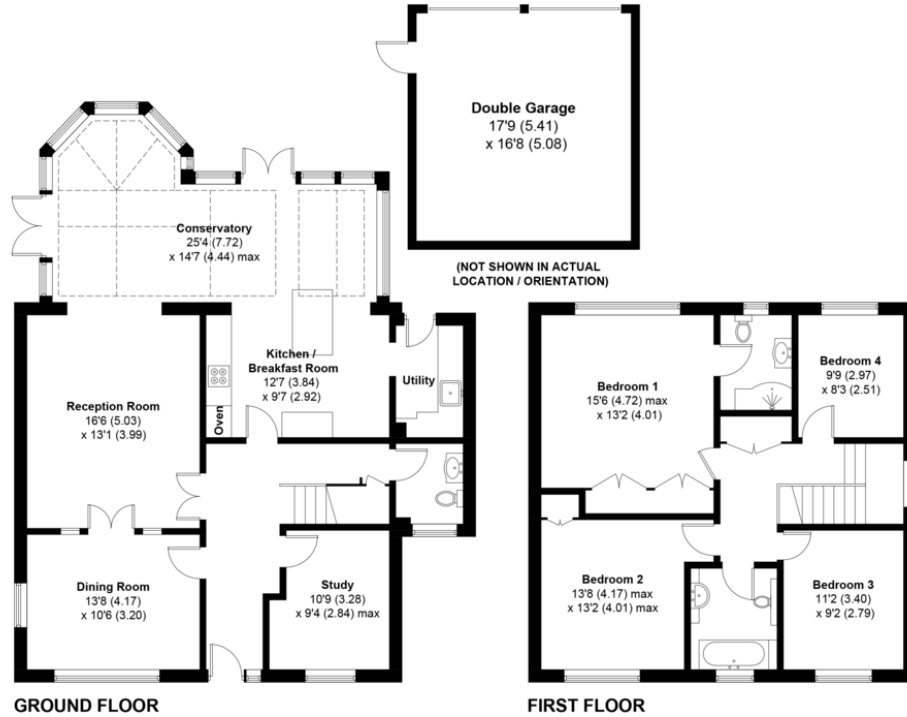 Double Garage
17'9 (5.41)
x 16'8 (5.08)
(NOT SHOWN IN ACTUAL
LOCATION / ORIENTATION)
Conservatory
25'4 (7.72)
x 14'7 (4.44) max
Kitchen /
Breakfast Room
12'7 (3.84)
x 9'7 (2.92)
Oven
Utility
Reception Room
16'6 (5.03)
x 13'1 (3.99)
Dining Room
13'8 (4.17)
x 10'6 (3.20)
Study
10'9 (3.28)
x 9'4 (2.84) max
GROUND FLOOR
Bedroom 1
15'6 (4.72) max
x 13'2 (4.01)
Bedroom 4
9'9 (2.97)
x 8'3 (2.51)
Bedroom 2
13'8 (4.17) max
x 13'2 (4.01) max
Bedroom 3
11'2 (3.40)
x 9'2 (2.79)
FIRST FLOOR